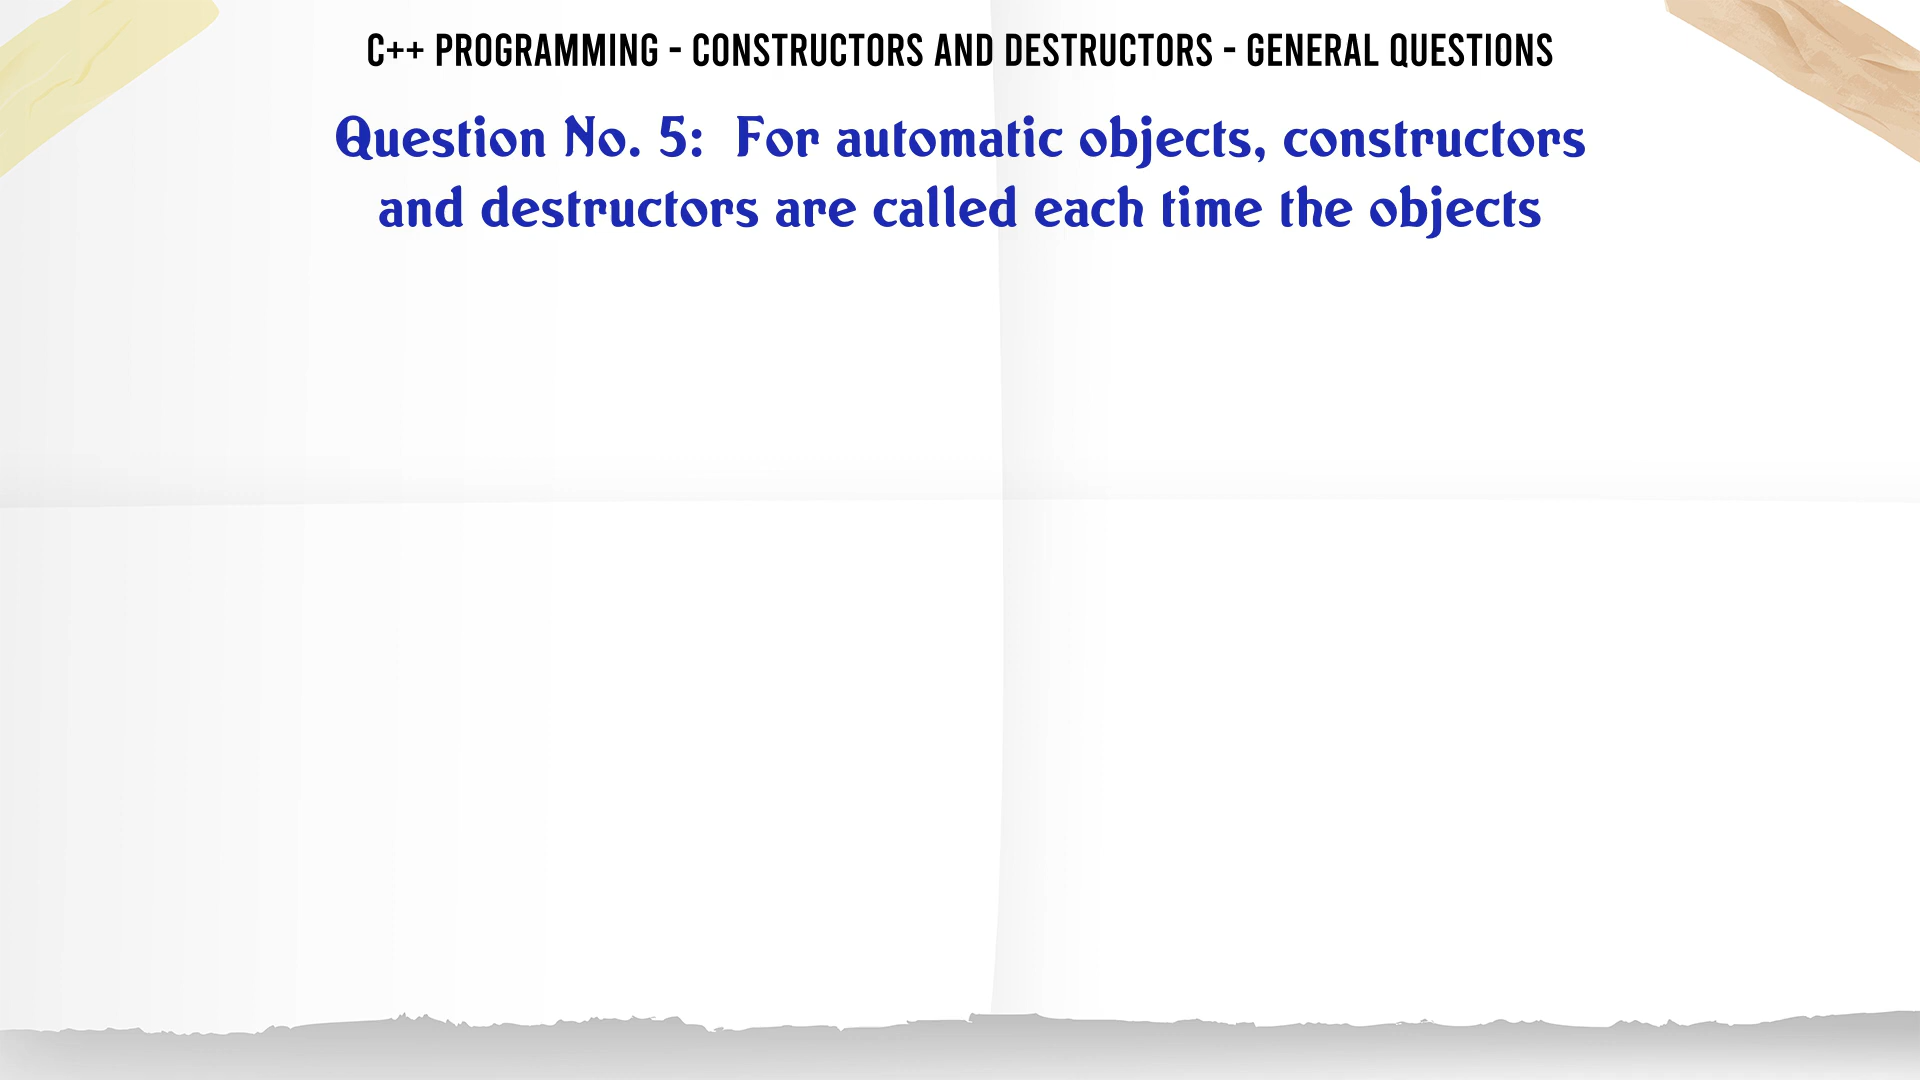 C++ PROGRAMMING - CONSTRUCTORS AND DESTRUCTORS - GENERAL QUESTIONS
Question No. 5: For automatic objects, constructors
and destructors are called each time the objects